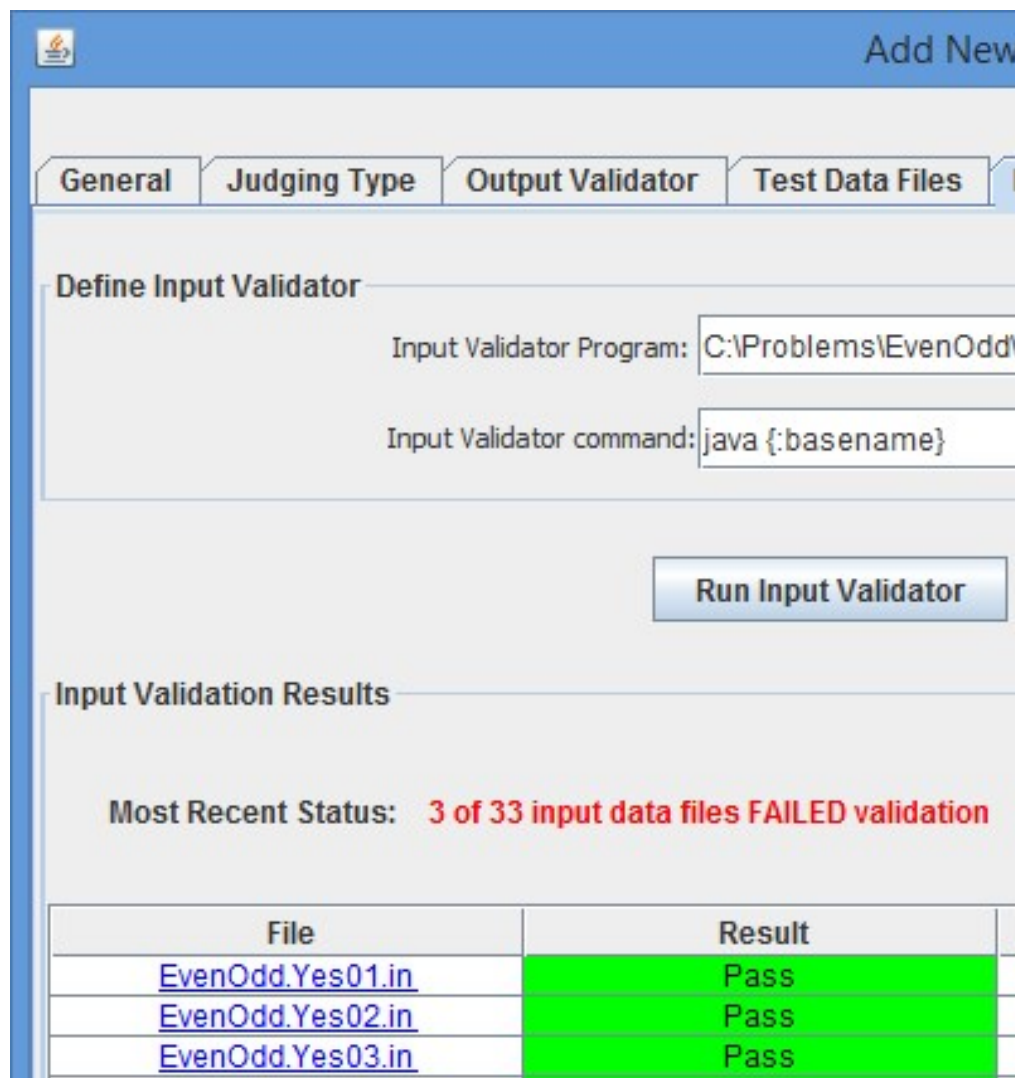 Add New
General Judging Type Output Validator Test Data Files
Define Input Validator
Input Validator Program: C:\Problems\EvenOdd\
Input Validator command: java {:basename}
Run Input Validator
Input Validation Results
Most Recent Status: 3 of 33 input data files FAILED validation
File Result
EvenOdd.Yes01.in Pass
EvenOdd.Yes02.in Pass
EvenOdd.Yes03.in Pass